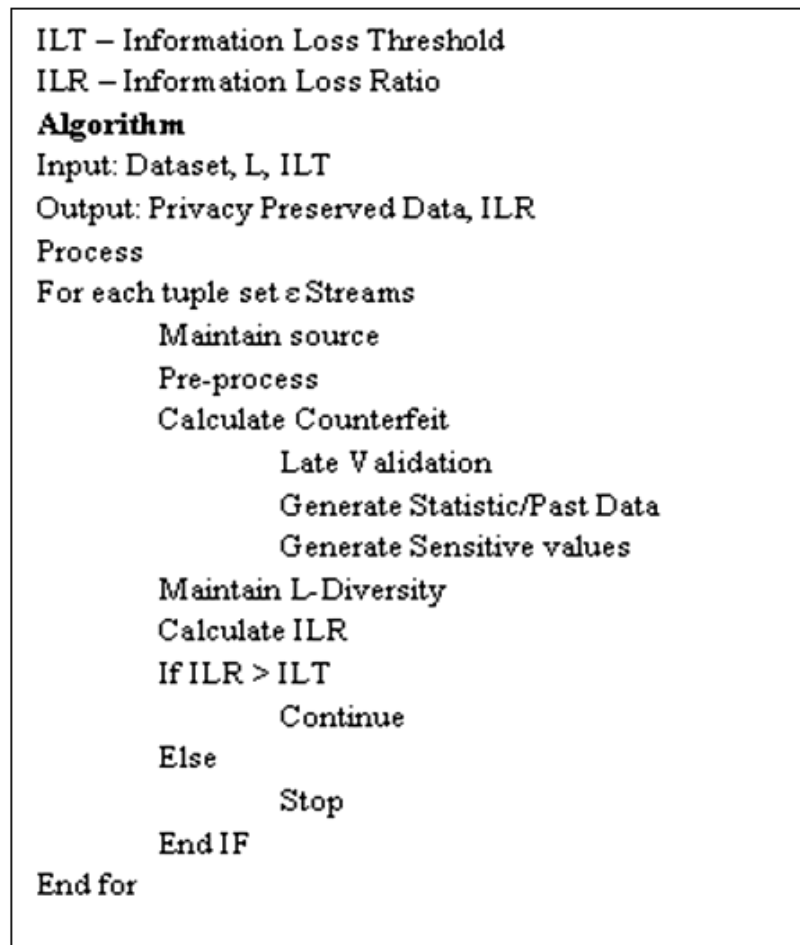 ILT – Information Loss Threshold
ILR – Information Loss Ratio
Algorithm
Input: Dataset, L, ILT
Output: Privacy Preserved Data, ILR
Process
For each tuple set ε Streams
Maintain source
Pre-process
Calculate Counterfeit
Late Validation
Generate Statistic/Past Data
Generate Sensitive values
Maintain L-Diversity
Calculate ILR
If ILR > ILT
Continue
Else
Stop
End IF
End for